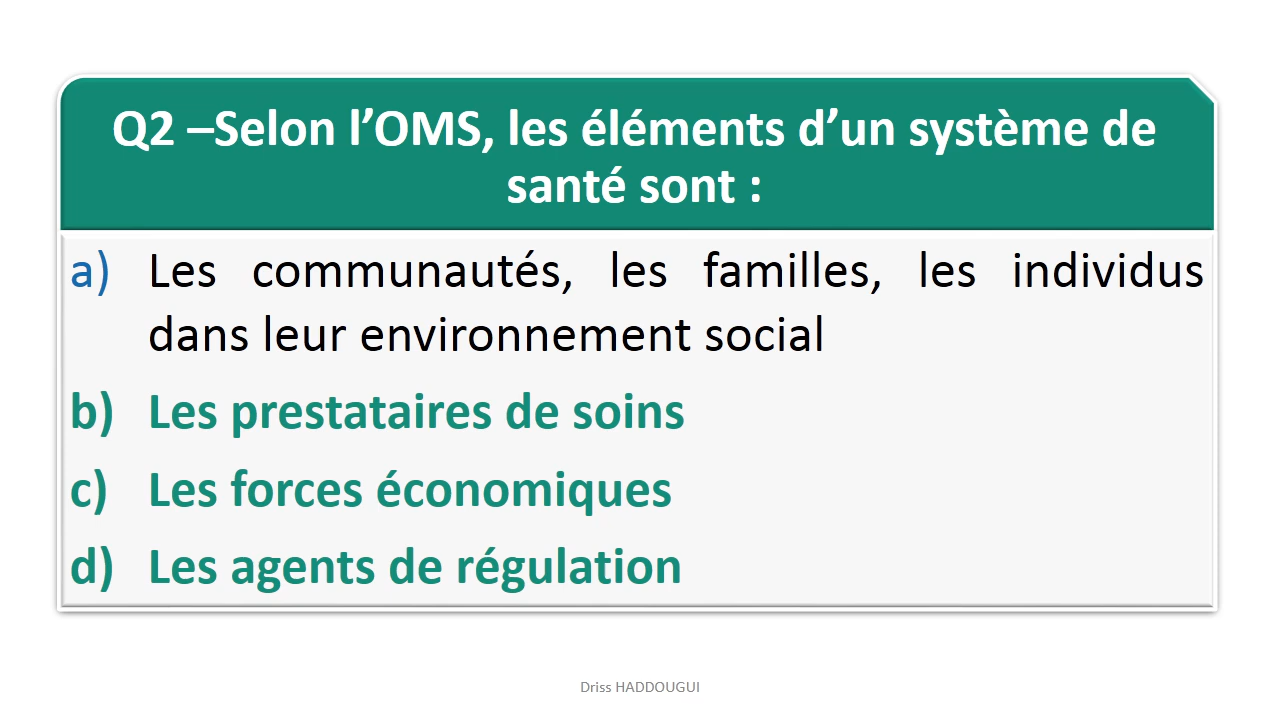 Q2 –Selon l’OMS, les éléments d’un système de
santé sont :
a) Les communautés, les familles, les individus
dans leur environnement social
b) Les prestataires de soins
c) Les forces économiques
d) Les agents de régulation
Driss HADDOUGUI